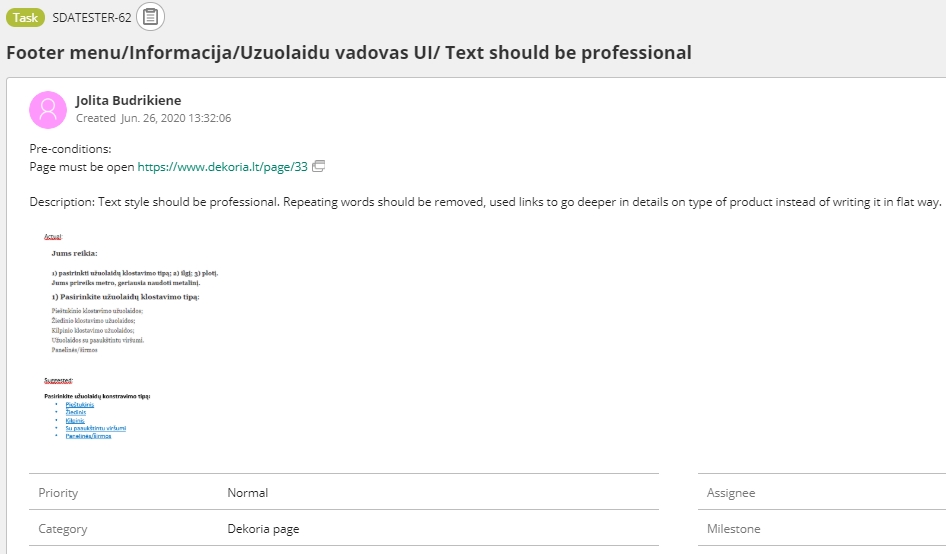 Task SDATESTER-62
Footer menu/Informacija/Uzuolaidu vadovas UI/ Text should be professional
Jolita Budrikiene
Created Jun. 26, 2020 13:32:06
Pre-conditions:
Page must be open https://www.dekoria.lt/page/33
Description: Text style should be professional. Repeating words should be removed, used links to go deeper in details on type of product instead of writing it in flat way.
Actual:
Jums reikia:
1) pasirinkti užuolaidų klostavimo tipą; 2) ilgį; 3) plotį.
Jums prireiks metro, geriausia naudoti metalinį.
1) Pasirinkite užuolaidų klostavimo tipą:
Pieštukinio klostavimo užuolaidos;
Žiedinio klostavimo užuolaidos;
Kilpinio klostavimo užuolaidos;
Užuolaidos su paaukštintu viršumi.
Panelinės/širmos
Suggested:
Pasirinkite užuolaidų konstravimo tipą:
• Pieštukinis
• Žiedinis
• Kilpinis
• Su paaukštintu viršumi
• Panelinės/širmos
Priority Normal Assignee
Category Dekoria page Milestone